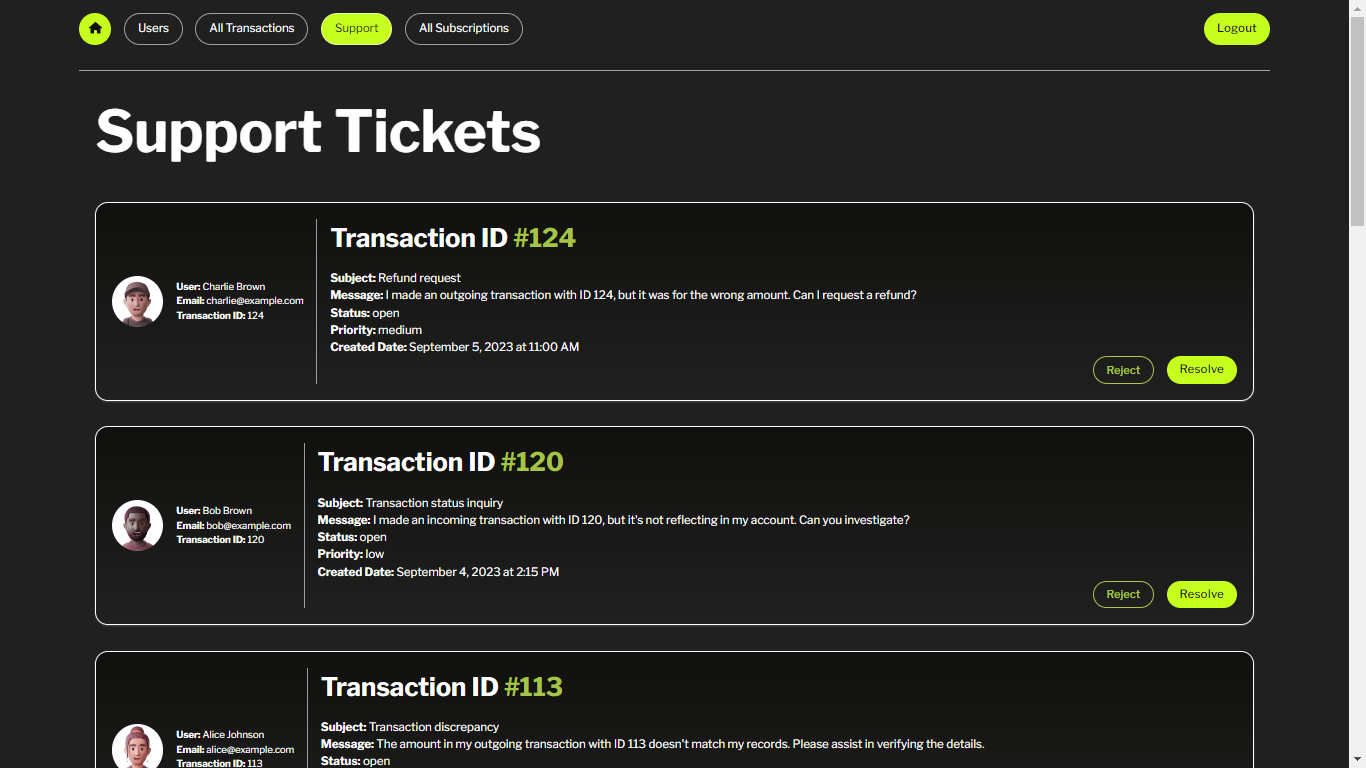 Users
All Transactions
Support
All Subscriptions
Logout
Support Tickets
User: Charlie Brown
Email: charlie@example.com
Transaction ID: 124
Transaction ID #124
Subject: Refund request
Message: I made an outgoing transaction with ID 124, but it was for the wrong amount. Can I request a refund?
Status: open
Priority: medium
Created Date: September 5, 2023 at 11:00 AM
Reject
Resolve
User: Bob Brown
Email: bob@example.com
Transaction ID: 120
Transaction ID #120
Subject: Transaction status inquiry
Message: I made an incoming transaction with ID 120, but it's not reflecting in my account. Can you investigate?
Status: open
Priority: low
Created Date: September 4, 2023 at 2:15 PM
Reject
Resolve
User: Alice Johnson
Email: alice@example.com
Transaction ID: 113
Transaction ID #113
Subject: Transaction discrepancy
Message: The amount in my outgoing transaction with ID 113 doesn't match my records. Please assist in verifying the details.
Status: open